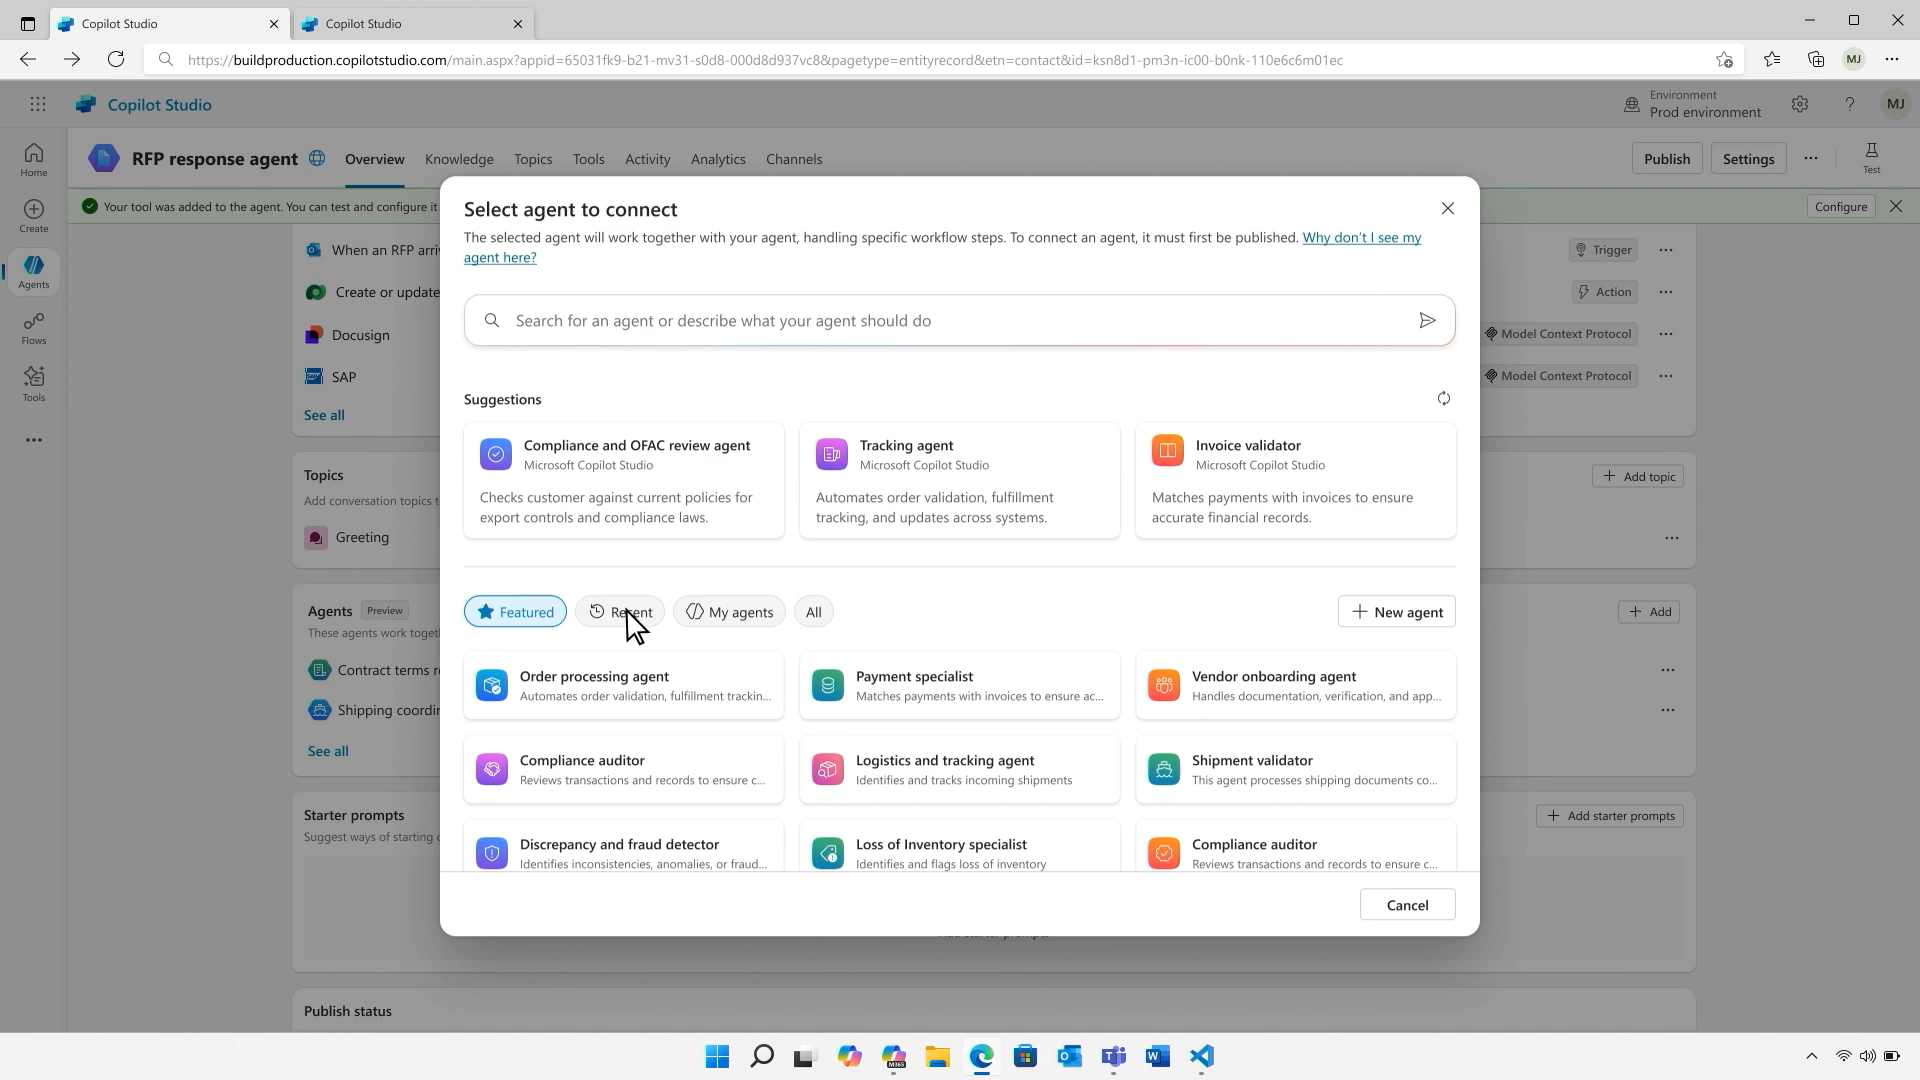 Copilot Studio
Copilot Studio
https://buildproduction.copilotstudio.com/main.aspx?appid=65031fk9-b21-mv31-s0d8-000d8d937vc8&pagetype=entityrecord&etn=contact&id=ksn8d1-pm3n-ic00-b0nk-110e6c6m01ec
MJ
Copilot Studio
Environment
Prod environment
MJ
RFP response agent
Overview
Knowledge
Topics
Tools
Activity
Analytics
Channels
Publish
Settings
Test
Home
Create
Agents
Flows
Tools
Your tool was added to the agent. You can test and configure it
Configure
When an RFP arri
Trigger
Create or update
Action
Docusign
Model Context Protocol
SAP
Model Context Protocol
See all
Topics
Add conversation topics t
Add topic
Greeting
Agents
Preview
Add
These agents work toget
Contract terms r
Shipping coordi
See all
Starter prompts
Suggest ways of starting
Add starter prompts
Publish status
Select agent to connect
The selected agent will work together with your agent, handling specific workflow steps. To connect an agent, it must first be published. Why don't I see my
agent here?
Search for an agent or describe what your agent should do
Suggestions
Compliance and OFAC review agent
Microsoft Copilot Studio
Checks customer against current policies for
export controls and compliance laws.
Tracking agent
Microsoft Copilot Studio
Automates order validation, fulfillment
tracking, and updates across systems.
Invoice validator
Microsoft Copilot Studio
Matches payments with invoices to ensure
accurate financial records.
Featured
Recent
My agents
All
New agent
Order processing agent
Automates order validation, fulfillment trackin...
Payment specialist
Matches payments with invoices to ensure ac...
Vendor onboarding agent
Handles documentation, verification, and app...
Compliance auditor
Reviews transactions and records to ensure c...
Logistics and tracking agent
Identifies and tracks incoming shipments
Shipment validator
This agent processes shipping documents co...
Discrepancy and fraud detector
Identifies inconsistencies, anomalies, or fraud...
Loss of Inventory specialist
Identifies and flags loss of inventory
Compliance auditor
Reviews transactions and records to ensure c...
Cancel
M365